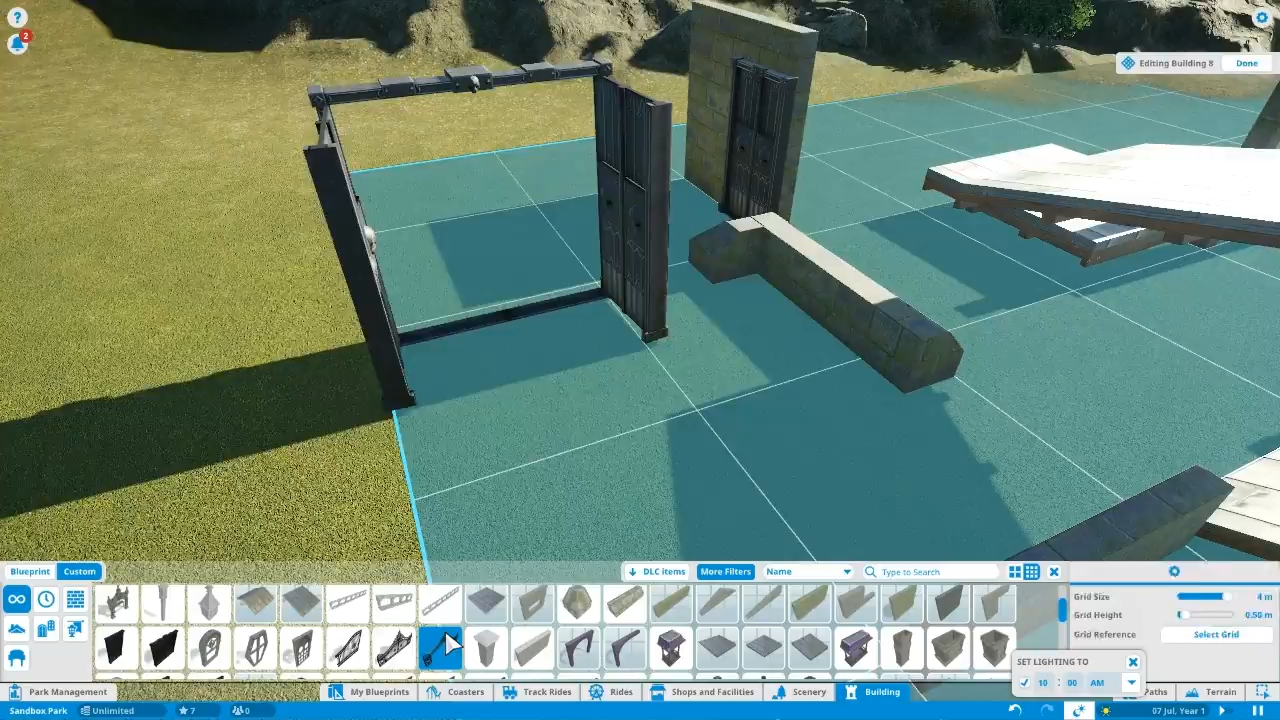 ?
2
Editing Building 8 Done
Blueprint Custom
DLC Items More Filters Name Type to Search
Grid Size 4 m
Grid Height 0.50 m
Grid Reference Select Grid
SET LIGHTING TO
10 : 00 AM
Park Management My Blueprints Coasters Track Rides Rides Shops and Facilities Scenery Building Paths Terrain
Sandbox Park Unlimited 7 0 07 Jul, Year 1